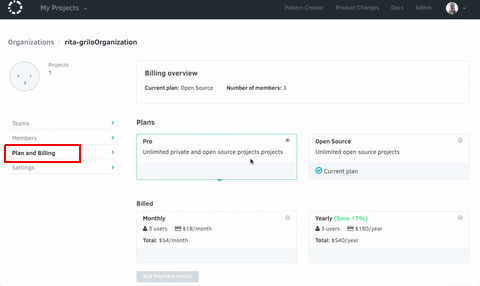 My Projects
Pattern Creator Product Changes Docs Admin
Organizations / rita-griloOrganization
Projects
1
Billing overview
Current plan: Open Source Number of members: 3
Teams
Members
Plan and Billing
Settings
Plans
Pro
Unlimited private and open source projects projects
Open Source
Unlimited open source projects
Current plan
Billed
Monthly
3 users $18/month
Total: $54/month
Yearly (Save 17%)
3 users $180/year
Total: $540/year
Add Payment details